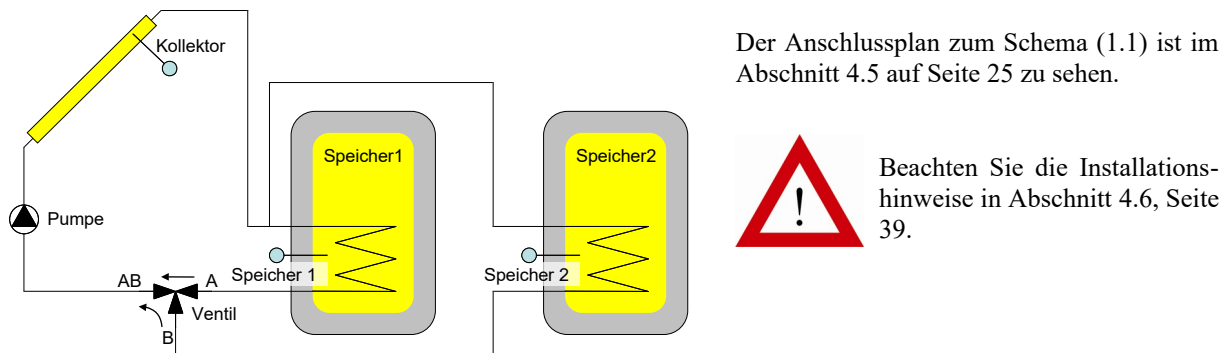 Kollektor
Pumpe
AB
A
B
Ventil
Speicher1
Speicher 1
Speicher2
Speicher 2
Der Anschlussplan zum Schema (1.1) ist im
Abschnitt 4.5 auf Seite 25 zu sehen.
!
Beachten Sie die Installations-
hinweise in Abschnitt 4.6, Seite
39.